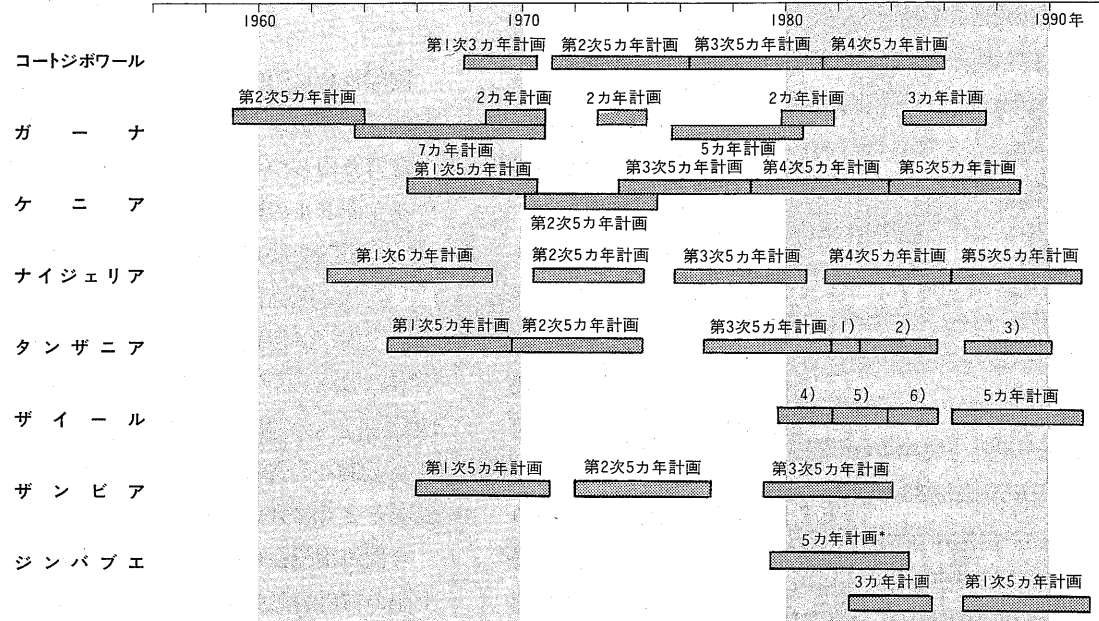 1960 1970 1980 1990年
第1次3カ年計画 第2次5カ年計画 第3次5カ年計画 第4次5カ年計画
コートジボワール
第2次5カ年計画 2カ年計画 2カ年計画 2カ年計画 3カ年計画
ガーナ
7カ年計画 5カ年計画
第1次5カ年計画 第3次5カ年計画 第4次5カ年計画 第5次5カ年計画
ケニア
第2次5カ年計画
第1次6カ年計画 第2次5カ年計画 第3次5カ年計画 第4次5カ年計画 第5次5カ年計画
ナイジェリア
第1次5カ年計画 第2次5カ年計画 第3次5カ年計画 1) 2) 3)
タンザニア
4) 5) 6) 5カ年計画
ザイール
第1次5カ年計画 第2次5カ年計画 第3次5カ年計画
ザンビア
5カ年計画*
ジンバブエ
3カ年計画 第1次5カ年計画